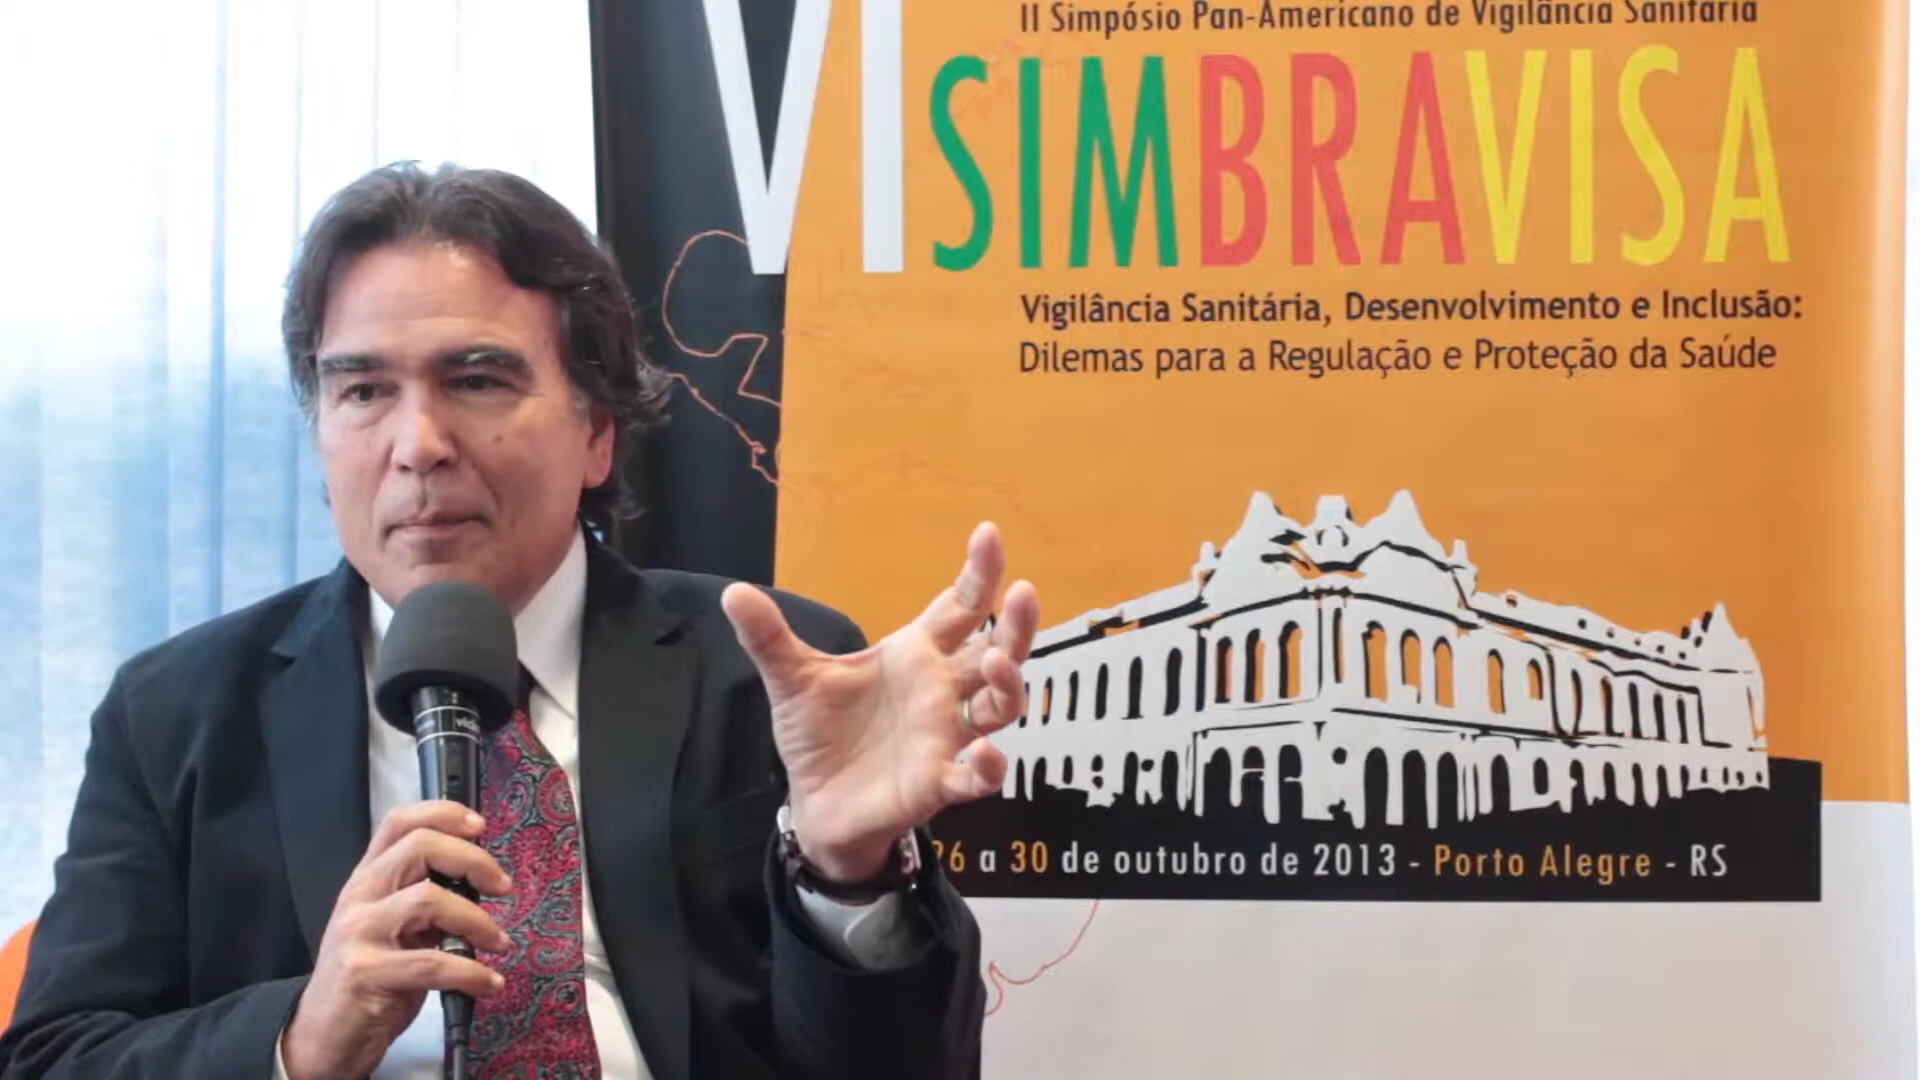 II Simpósio Pan-Americano de Vigilância Sanitária
VI SIMBRAVISA
Vigilância Sanitária, Desenvolvimento e Inclusão:
Dilemas para a Regulação e Proteção da Saúde
26 a 30 de outubro de 2013 - Porto Alegre - RS